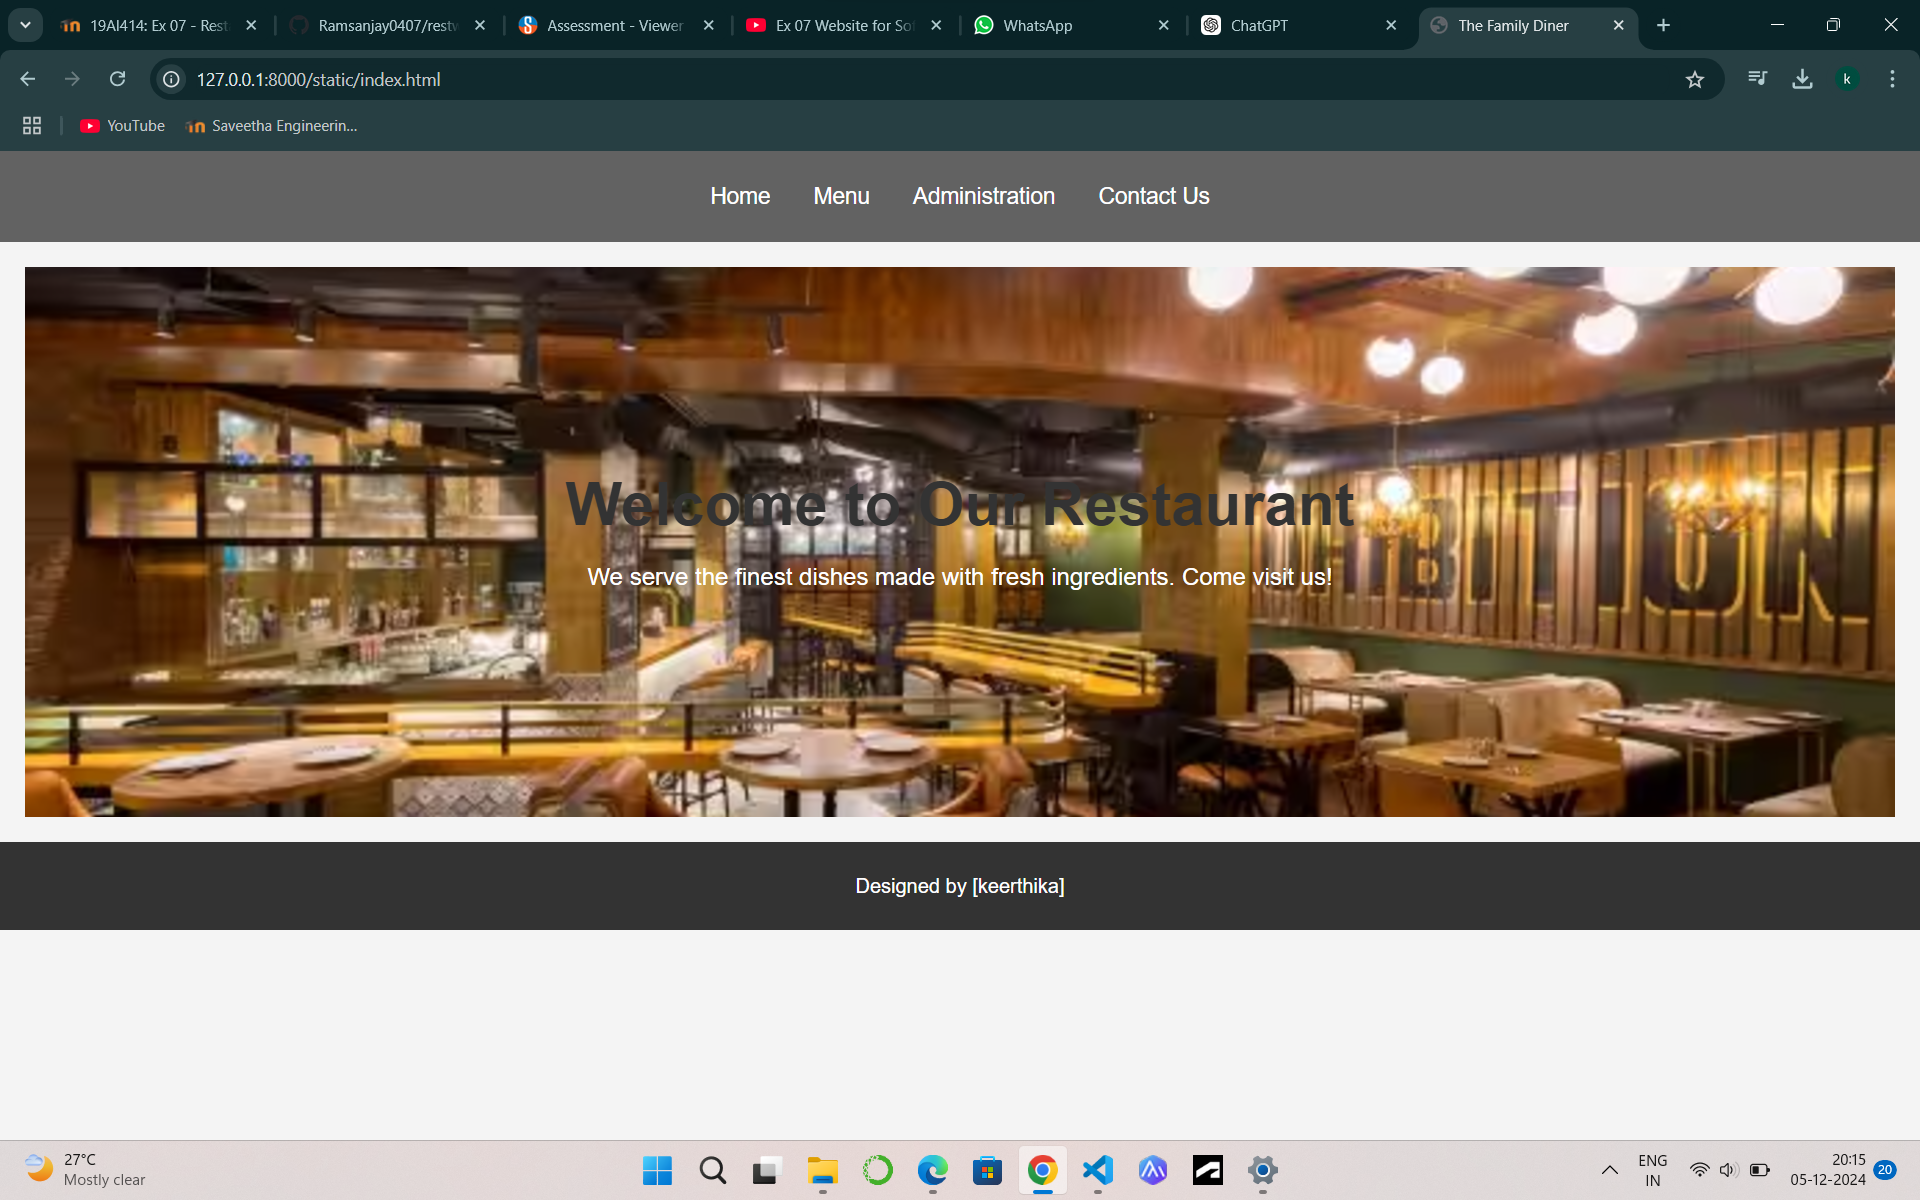 19AI414: Ex 07 - Rest
Ramsanjay0407/restw
Assessment - Viewer
Ex 07 Website for Sof
WhatsApp
ChatGPT
The Family Diner
127.0.0.1:8000/static/index.html
k
YouTube
Saveetha Engineerin...
Home Menu Administration Contact Us
Welcome to Our Restaurant
We serve the finest dishes made with fresh ingredients. Come visit us!
Designed by [keerthika]
27°C
Mostly clear
ENG
IN
20:15
05-12-2024
20